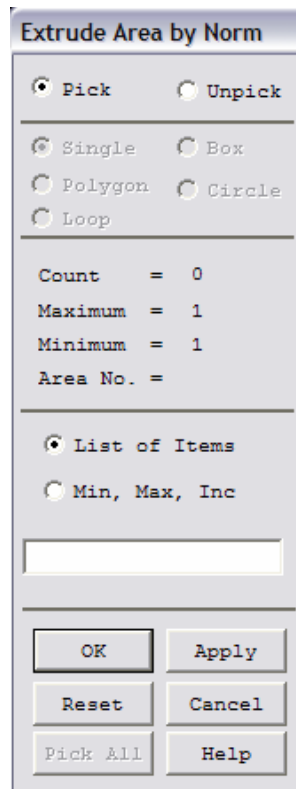 Extrude Area by Norm
Pick Unpick
Single Box
Polygon Circle
Loop
Count = 0
Maximum = 1
Minimum = 1
Area No. =
List of Items
Min, Max, Inc
OK Apply
Reset Cancel
Pick All Help